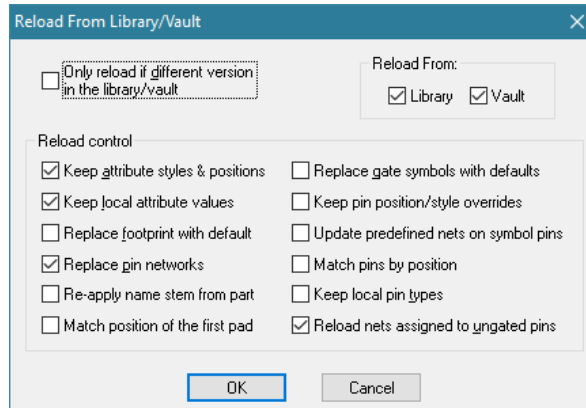 Reload From Library/Vault
Only reload if different version
in the library/vault
Reload From:
Library
Vault
Reload control
Keep attribute styles & positions
Replace gate symbols with defaults
Keep local attribute values
Keep pin position/style overrides
Replace footprint with default
Update predefined nets on symbol pins
Replace pin networks
Match pins by position
Re-apply name stem from part
Keep local pin types
Match position of the first pad
Reload nets assigned to ungated pins
OK
Cancel